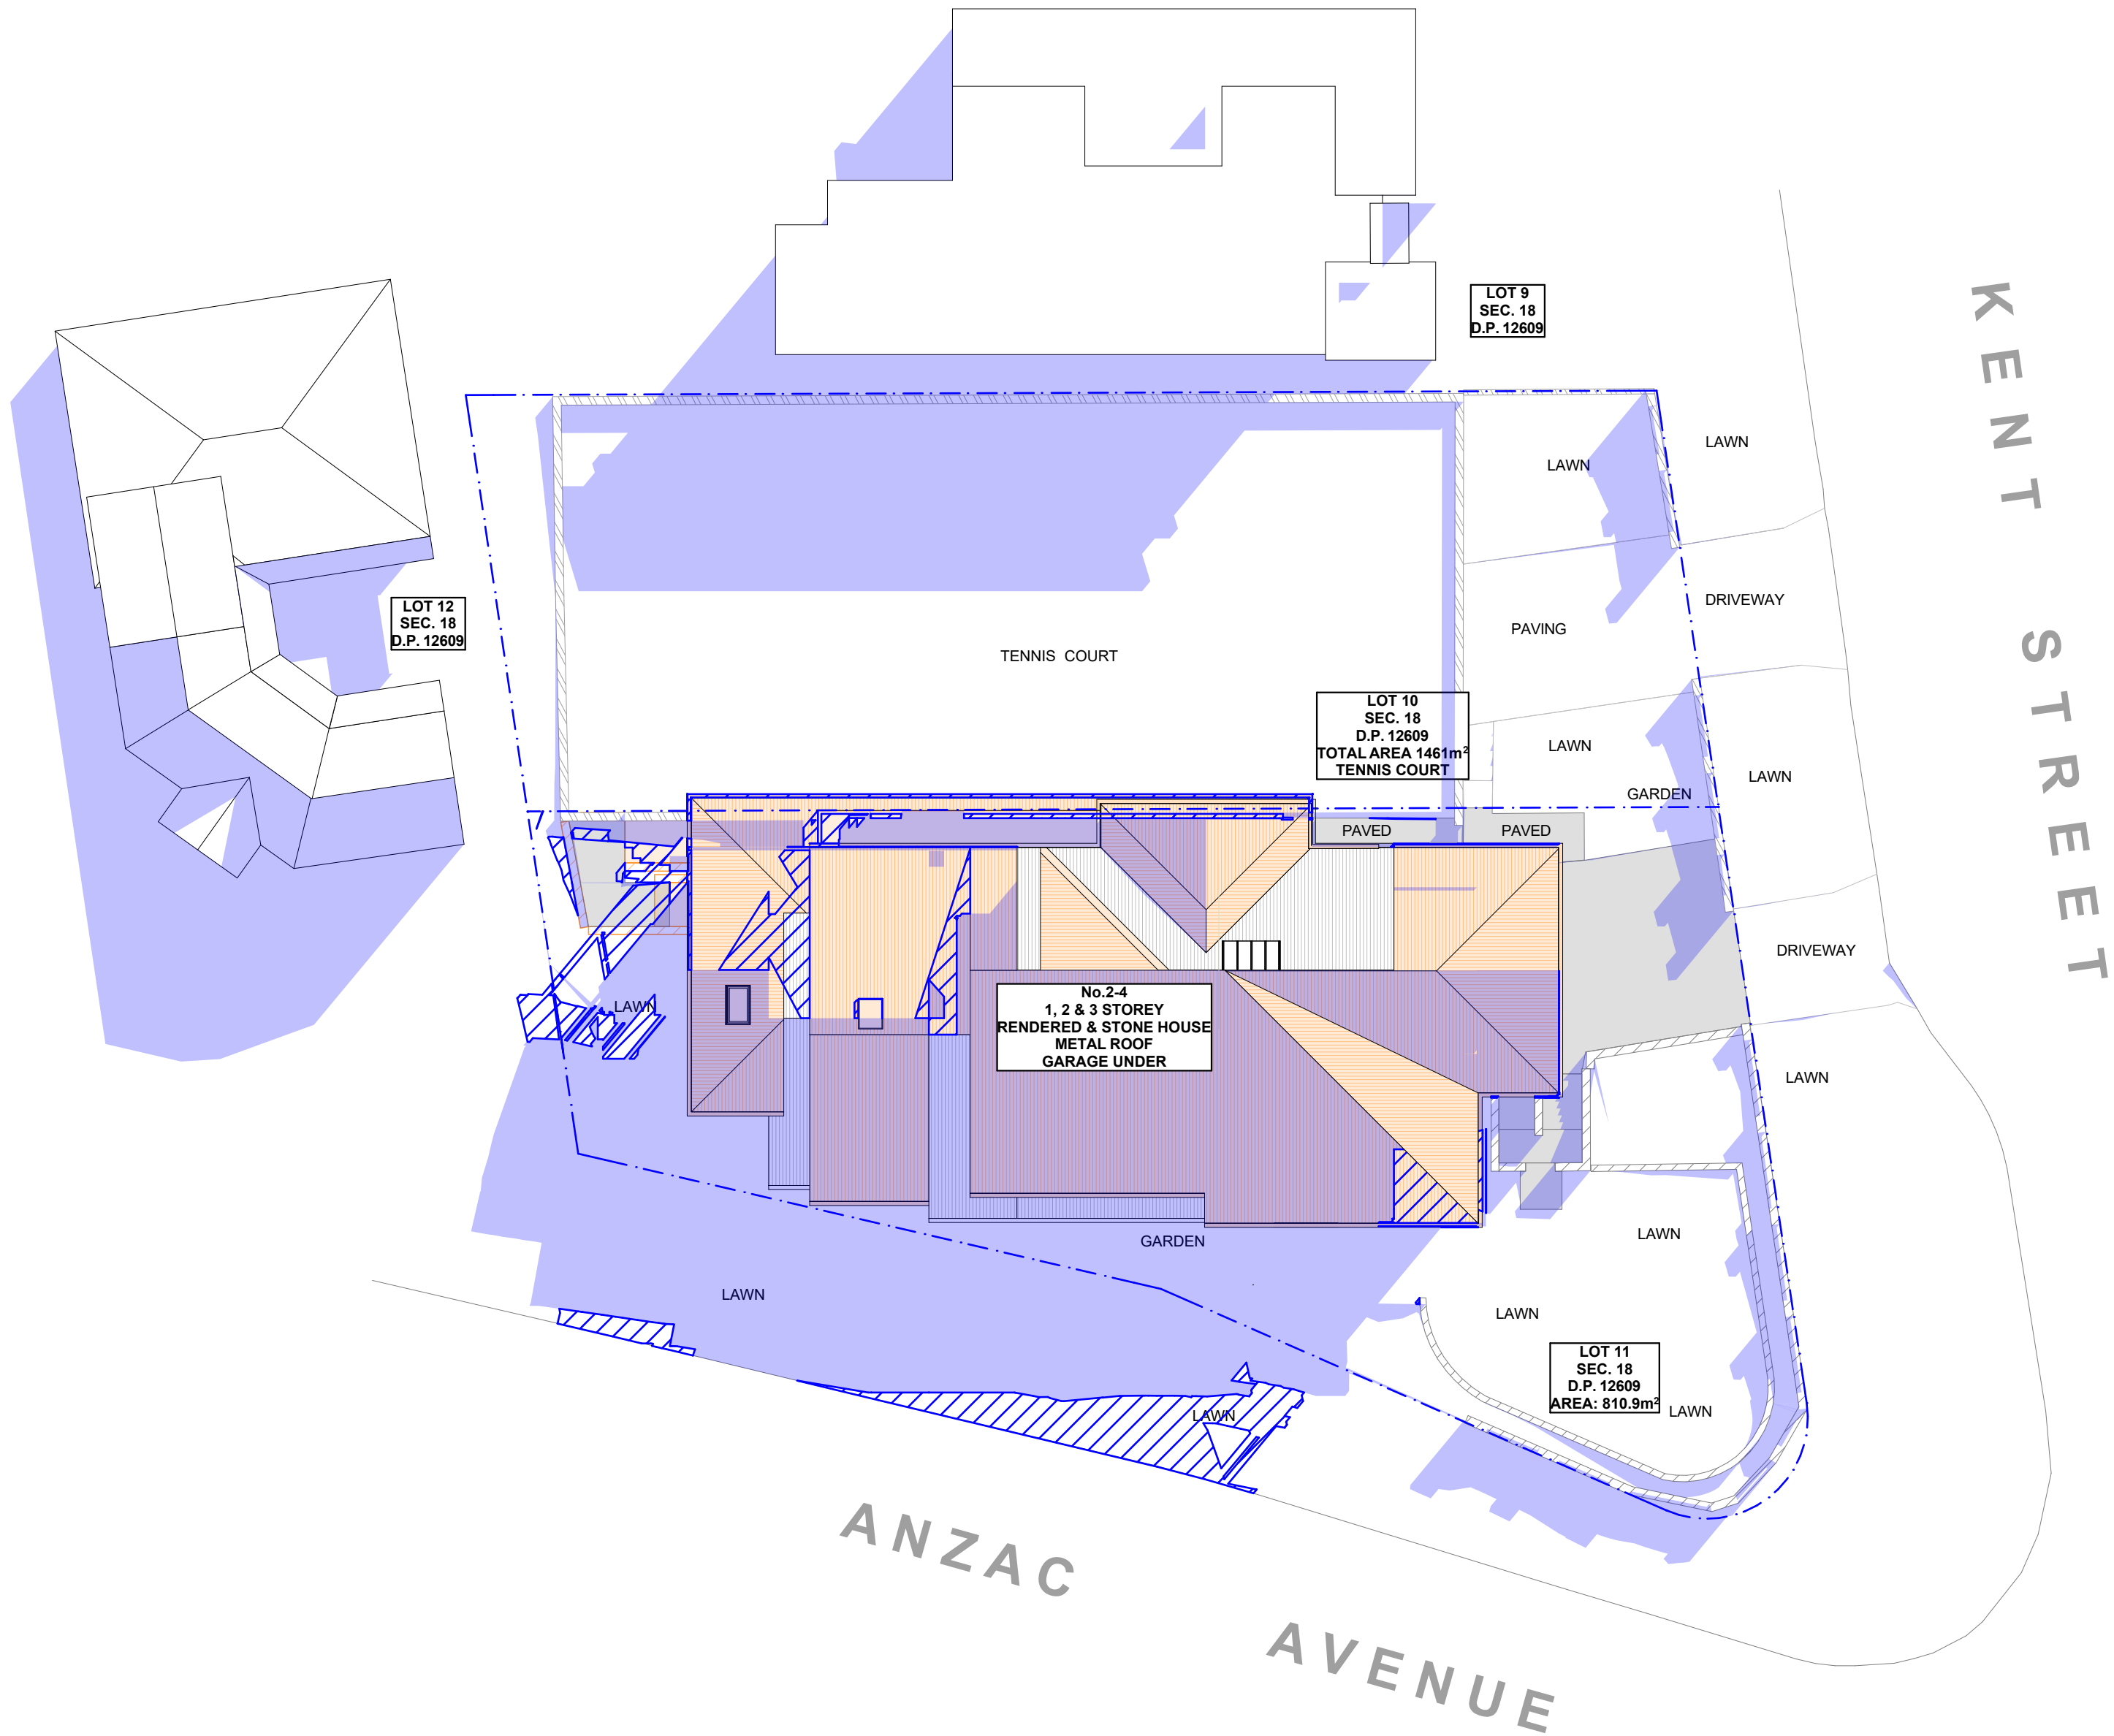 LOT 9
SEC. 18
D.P. 12609
KENT STREET
LAWN
LAWN
LOT 12
SEC. 18
D.P. 12609
DRIVEWAY
PAVING
TENNIS COURT
LOT 10
SEC. 18
D.P. 12609
TOTAL AREA 1461m²
TENNIS COURT
LAWN
LAWN
GARDEN
PAVED
PAVED
DRIVEWAY
LAWN
No.2-4
1, 2 & 3 STOREY
RENDERED & STONE HOUSE
METAL ROOF
GARAGE UNDER
LAWN
LAWN
GARDEN
LAWN
LAWN
LOT 11
SEC. 18
D.P. 12609
AREA: 810.9m²
LAWN
LAWN
ANZAC AVENUE